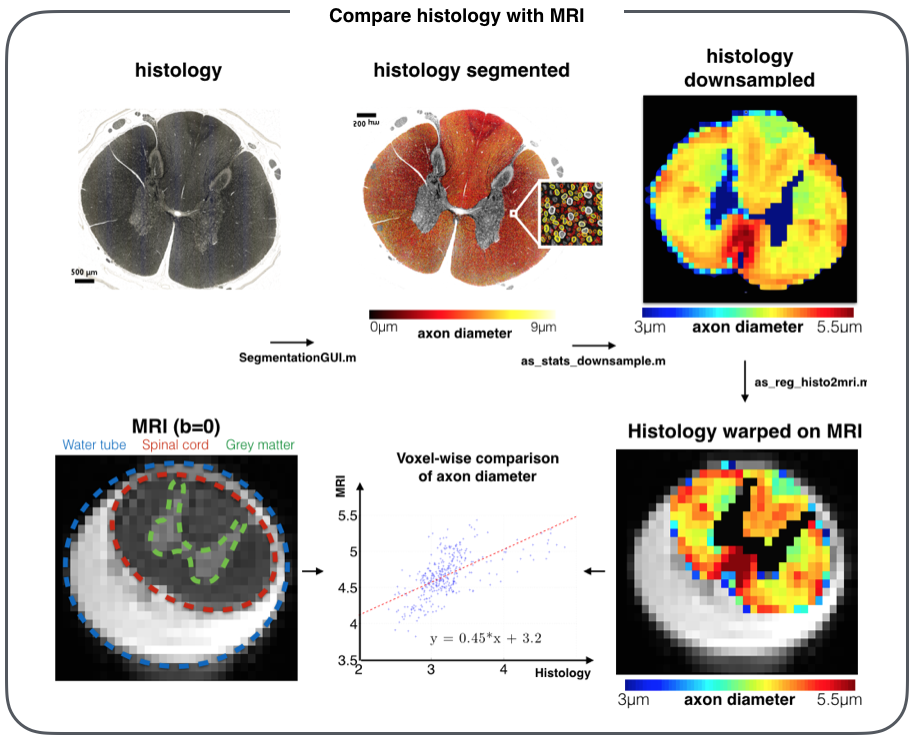 Compare histology with MRI
histology
histology segmented
histology
downsampled
500 µm
200 µm
0µm
axon diameter
9µm
3µm
axon diameter
5.5µm
SegmentationGUI.m
as_stats_downsample.m
as_reg_histo2mri.m
MRI (b=0)
Water tube
Spinal cord
Grey matter
Voxel-wise comparison
of axon diameter
MRI
5.5
5
4.5
4
3.5
2
3
4
y = 0.45*x + 3.2
Histology
Histology warped on MRI
3µm
axon diameter
5.5µm